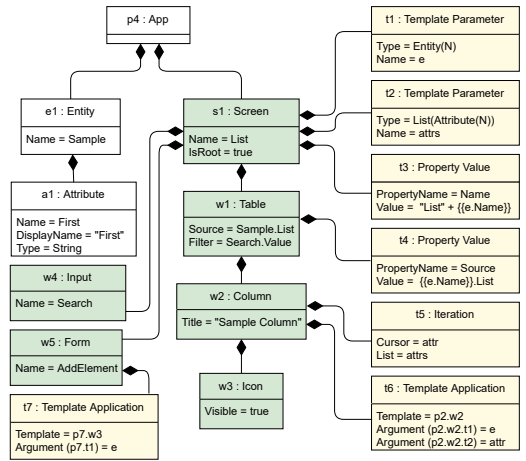 p4 : App
e1 : Entity
Name = Sample
a1 : Attribute
Name = First
DisplayName = "First"
Type = String
w4 : Input
Name = Search
w5 : Form
Name = AddElement
t7 : Template Application
Template = p7.w3
Argument (p7.t1) = e
s1 : Screen
Name = List
IsRoot = true
w1 : Table
Source = Sample.List
Filter = Search.Value
w2 : Column
Title = "Sample Column"
w3 : Icon
Visible = true
t1 : Template Parameter
Type = Entity(N)
Name = e
t2 : Template Parameter
Type = List(Attribute(N))
Name = attrs
t3 : Property Value
PropertyName = Name
Value = "List" + {{e.Name}}
t4 : Property Value
PropertyName = Source
Value = {{e.Name}}.List
t5 : Iteration
Cursor = attr
List = attrs
t6 : Template Application
Template = p2.w2
Argument (p2.w2.t1) = e
Argument (p2.w2.t2) = attr